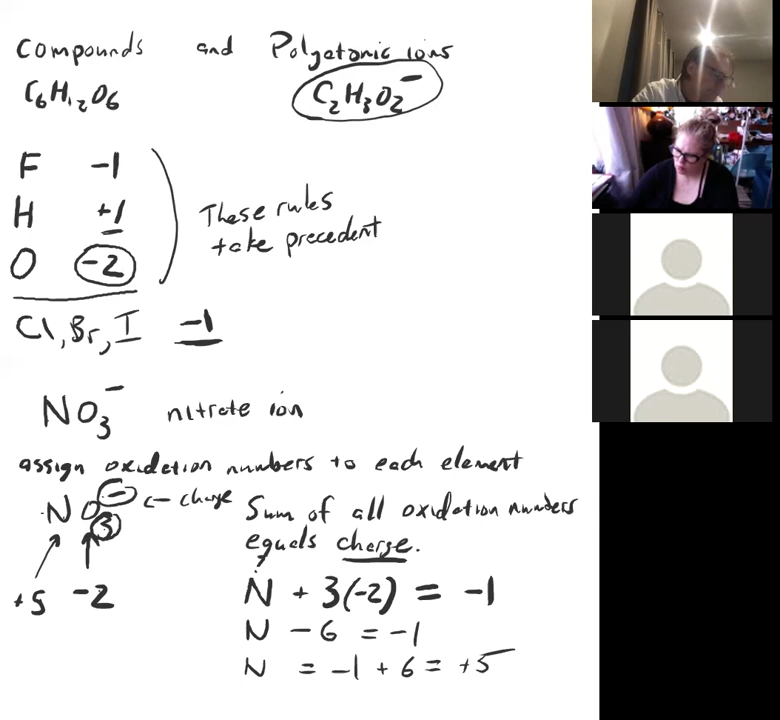 Compounds and Polyatomic ions
C6H12O6 C2H3O2−
F −1
H +1
O −2
These rules
take precedent
Cl, Br, I −1
NO3− nitrate ion
assign oxidation numbers to each element
NO3− ← charge
+5 −2
Sum of all oxidation numbers
equals charge.
N + 3(−2) = −1
N − 6 = −1
N = −1 + 6 = +5